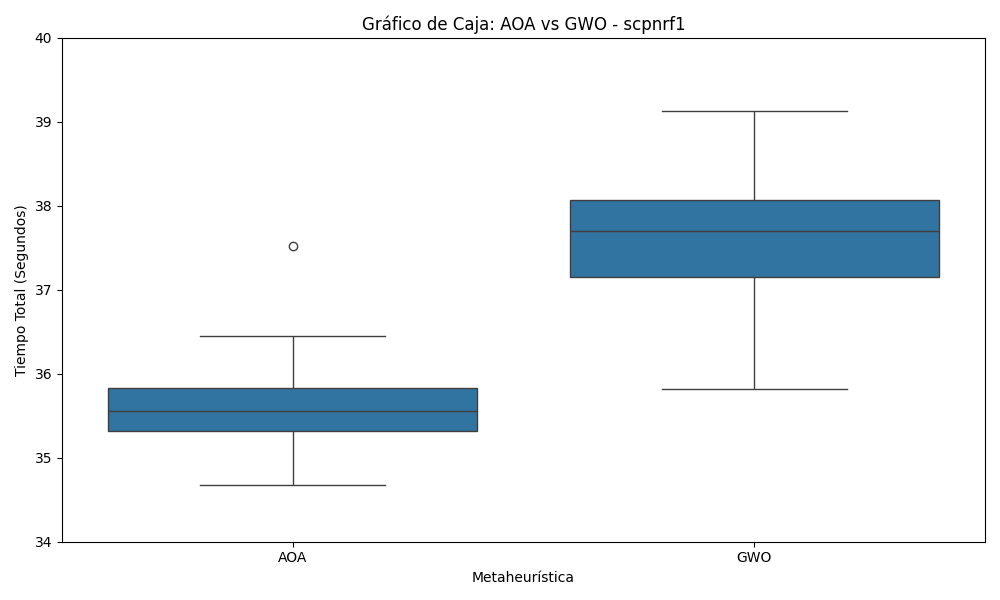 Gráfico de Caja: AOA vs GWO - scpnrf1
40
39
38
37
36
35
34
Tiempo Total (Segundos)
AOA
GWO
Metaheurística